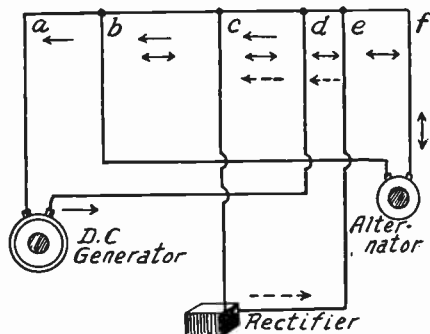 a b c d e f
D.C
Generator
Alter-
nator
Rectifier